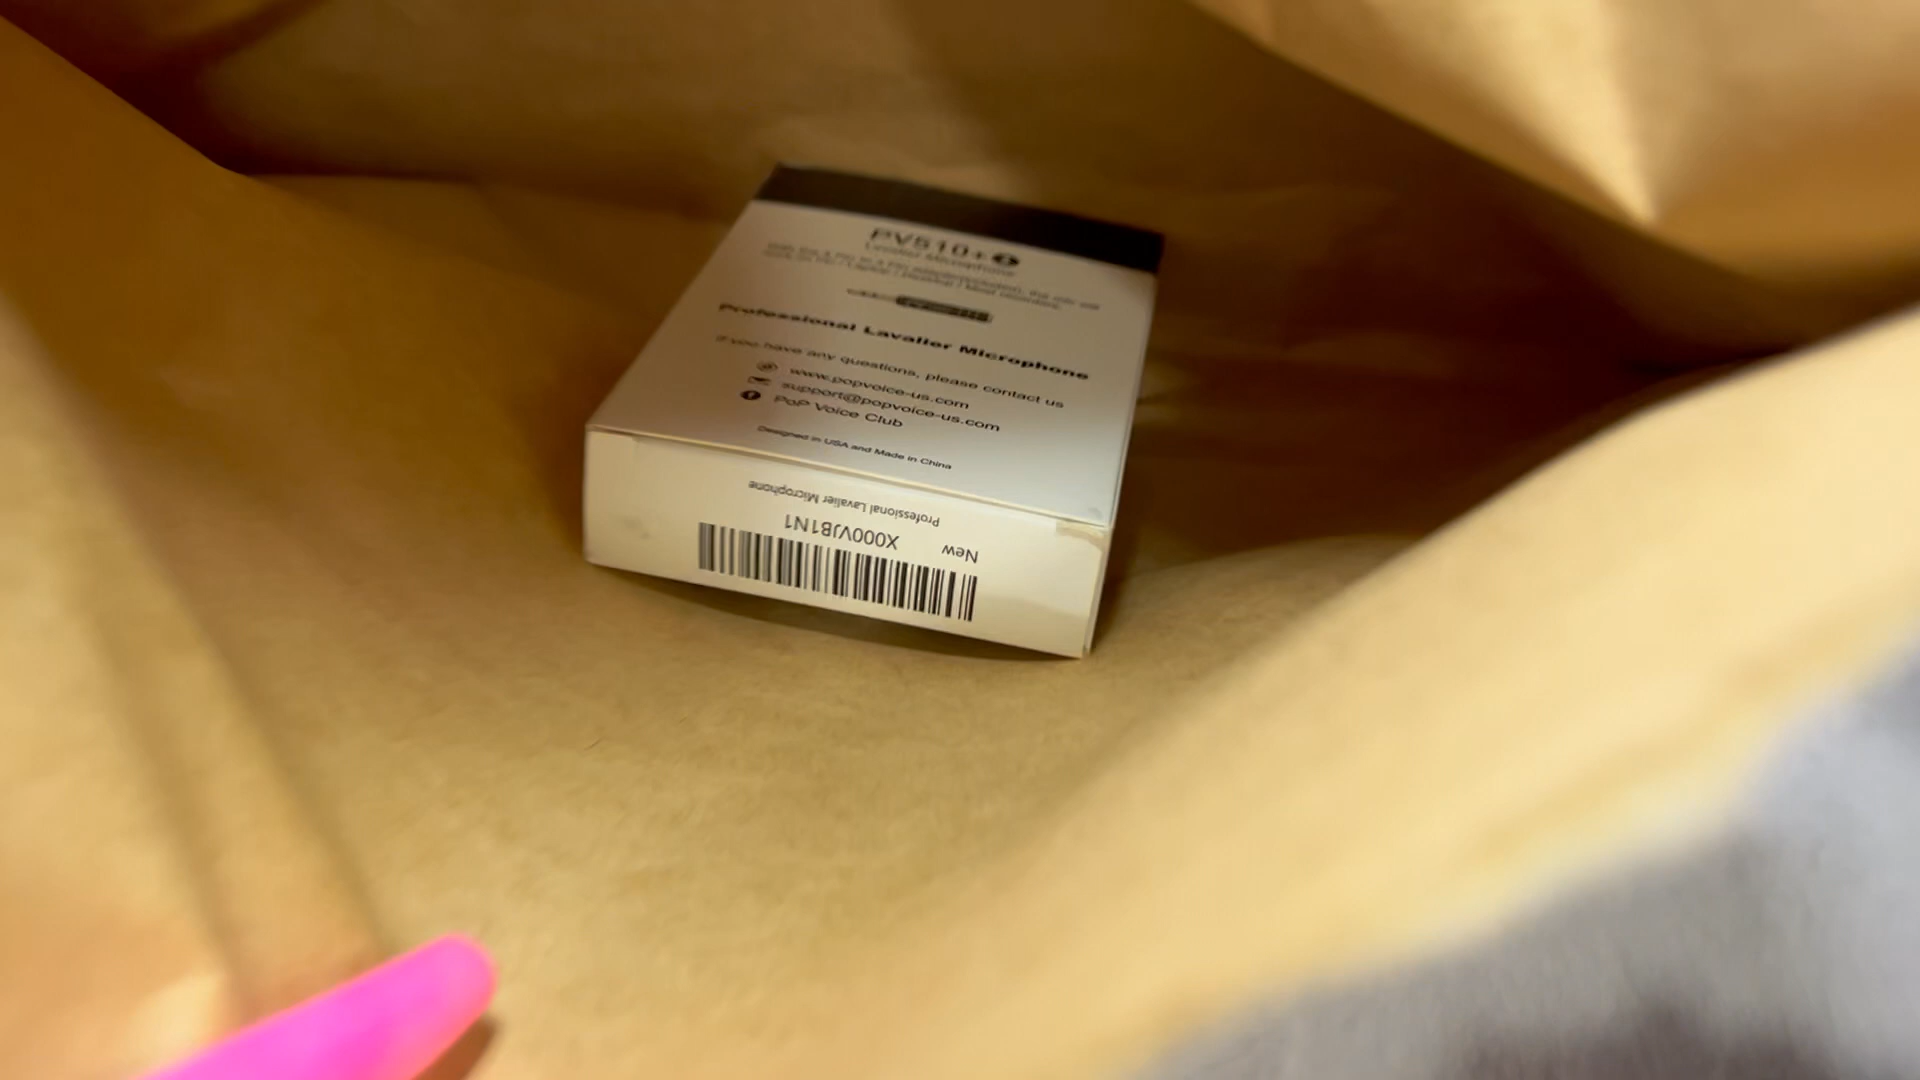 PV510+
Lavalier Microphone
Professional Lavalier Microphone
If you have any questions, please contact us
www.popvoice-us.com
support@popvoice-us.com
PoP Voice Club
Designed in USA and Made in China
X000VJB1N1
New
Professional Lavalier Microphone